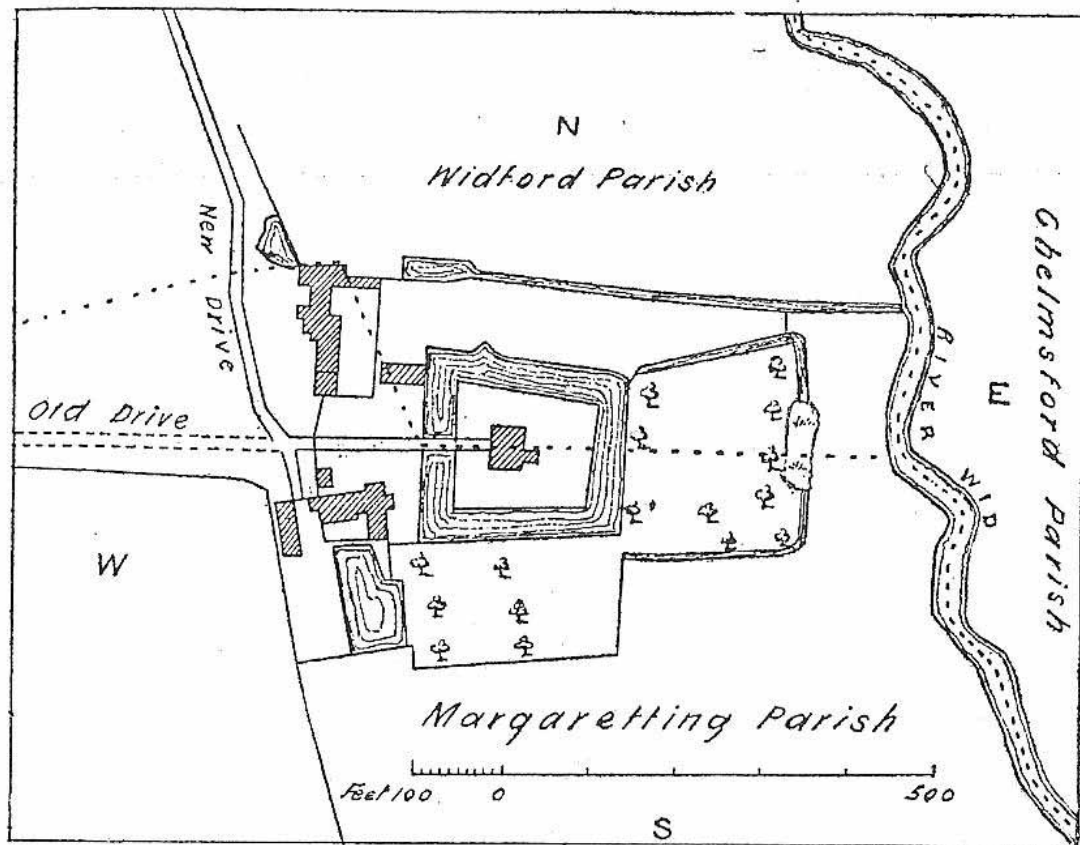 N
Widford Parish
New Drive
Old Drive
RIVER WID
E
Chelmsford Parish
W
Margaretting Parish
Feet 100 0 500
S